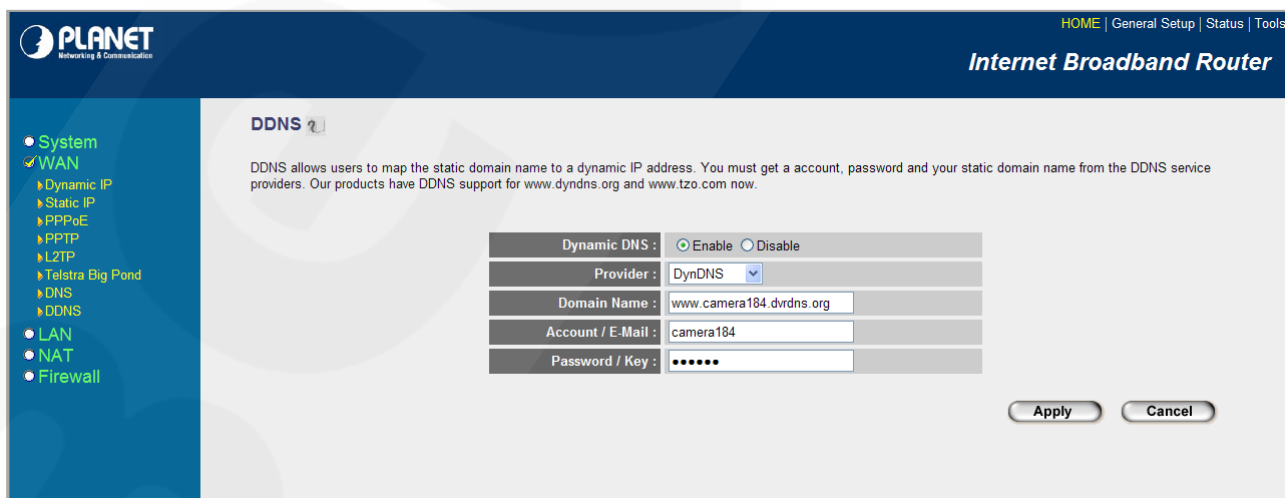 PLANET
Networking & Communication
HOME | General Setup | Status | Tools
Internet Broadband Router
System
WAN
Dynamic IP
Static IP
PPPoE
PPTP
L2TP
Telstra Big Pond
DNS
DDNS
LAN
NAT
Firewall
DDNS
DDNS allows users to map the static domain name to a dynamic IP address. You must get a account, password and your static domain name from the DDNS service
providers. Our products have DDNS support for www.dyndns.org and www.tzo.com now.
Dynamic DNS : Enable Disable
Provider : DynDNS
Domain Name : www.camera184.dvrdns.org
Account / E-Mail : camera184
Password / Key : ••••••
Apply Cancel